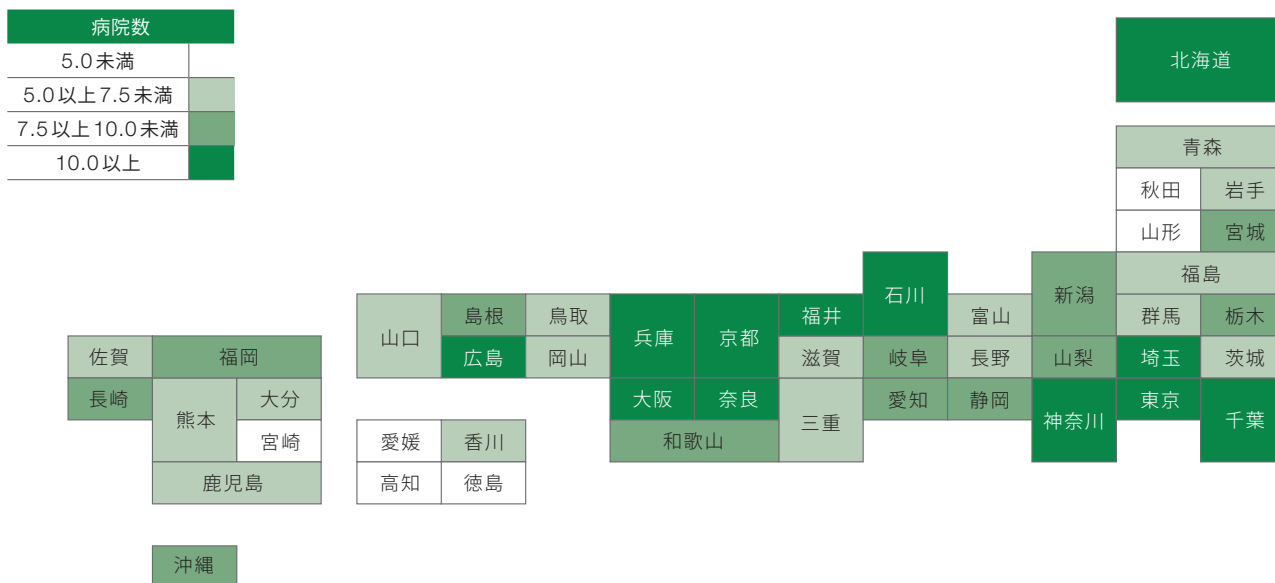 病院数
5.0未満
5.0以上7.5未満
7.5以上10.0未満
10.0以上
北海道
青森
秋田 岩手
山形 宮城
石川 新潟 福島
山口 島根 鳥取 兵庫 京都 福井 富山 群馬 栃木
佐賀 福岡 広島 岡山 滋賀 岐阜 長野 山梨 埼玉 茨城
長崎 熊本 大分 大阪 奈良 三重 愛知 静岡 神奈川 東京 千葉
宮崎 愛媛 香川 和歌山
鹿児島 高知 徳島
沖縄